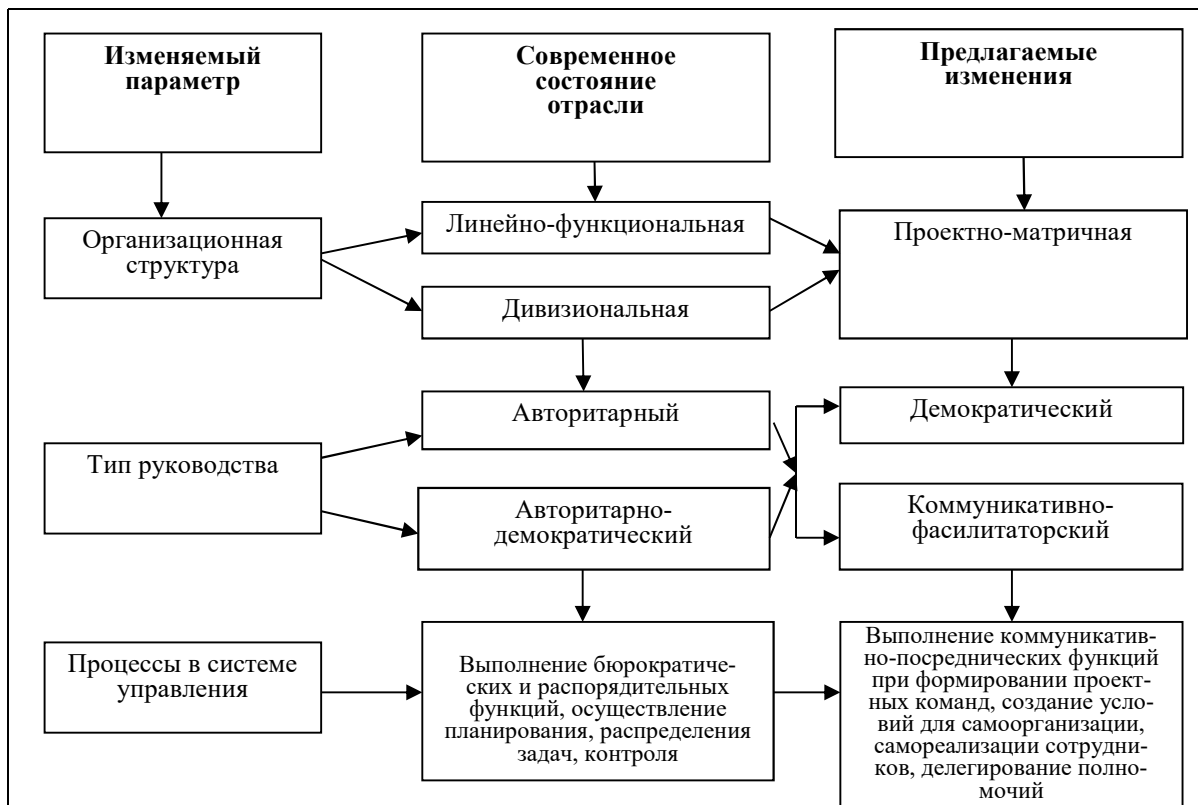 Изменяемый
параметр
Современное
состояние
отрасли
Предлагаемые
изменения
Организационная
структура
Линейно-функциональная
Дивизиональная
Проектно-матричная
Тип руководства
Авторитарный
Авторитарно-
демократический
Демократический
Коммуникативно-
фасилитаторский
Процессы в системе
управления
Выполнение бюрократиче-
ских и распорядительных
функций, осуществление
планирования, распределения
задач, контроля
Выполнение коммуникатив-
но-посреднических функций
при формировании проект-
ных команд, создание усло-
вий для самоорганизации,
самореализации сотрудни-
ков, делегирование полно-
мочий